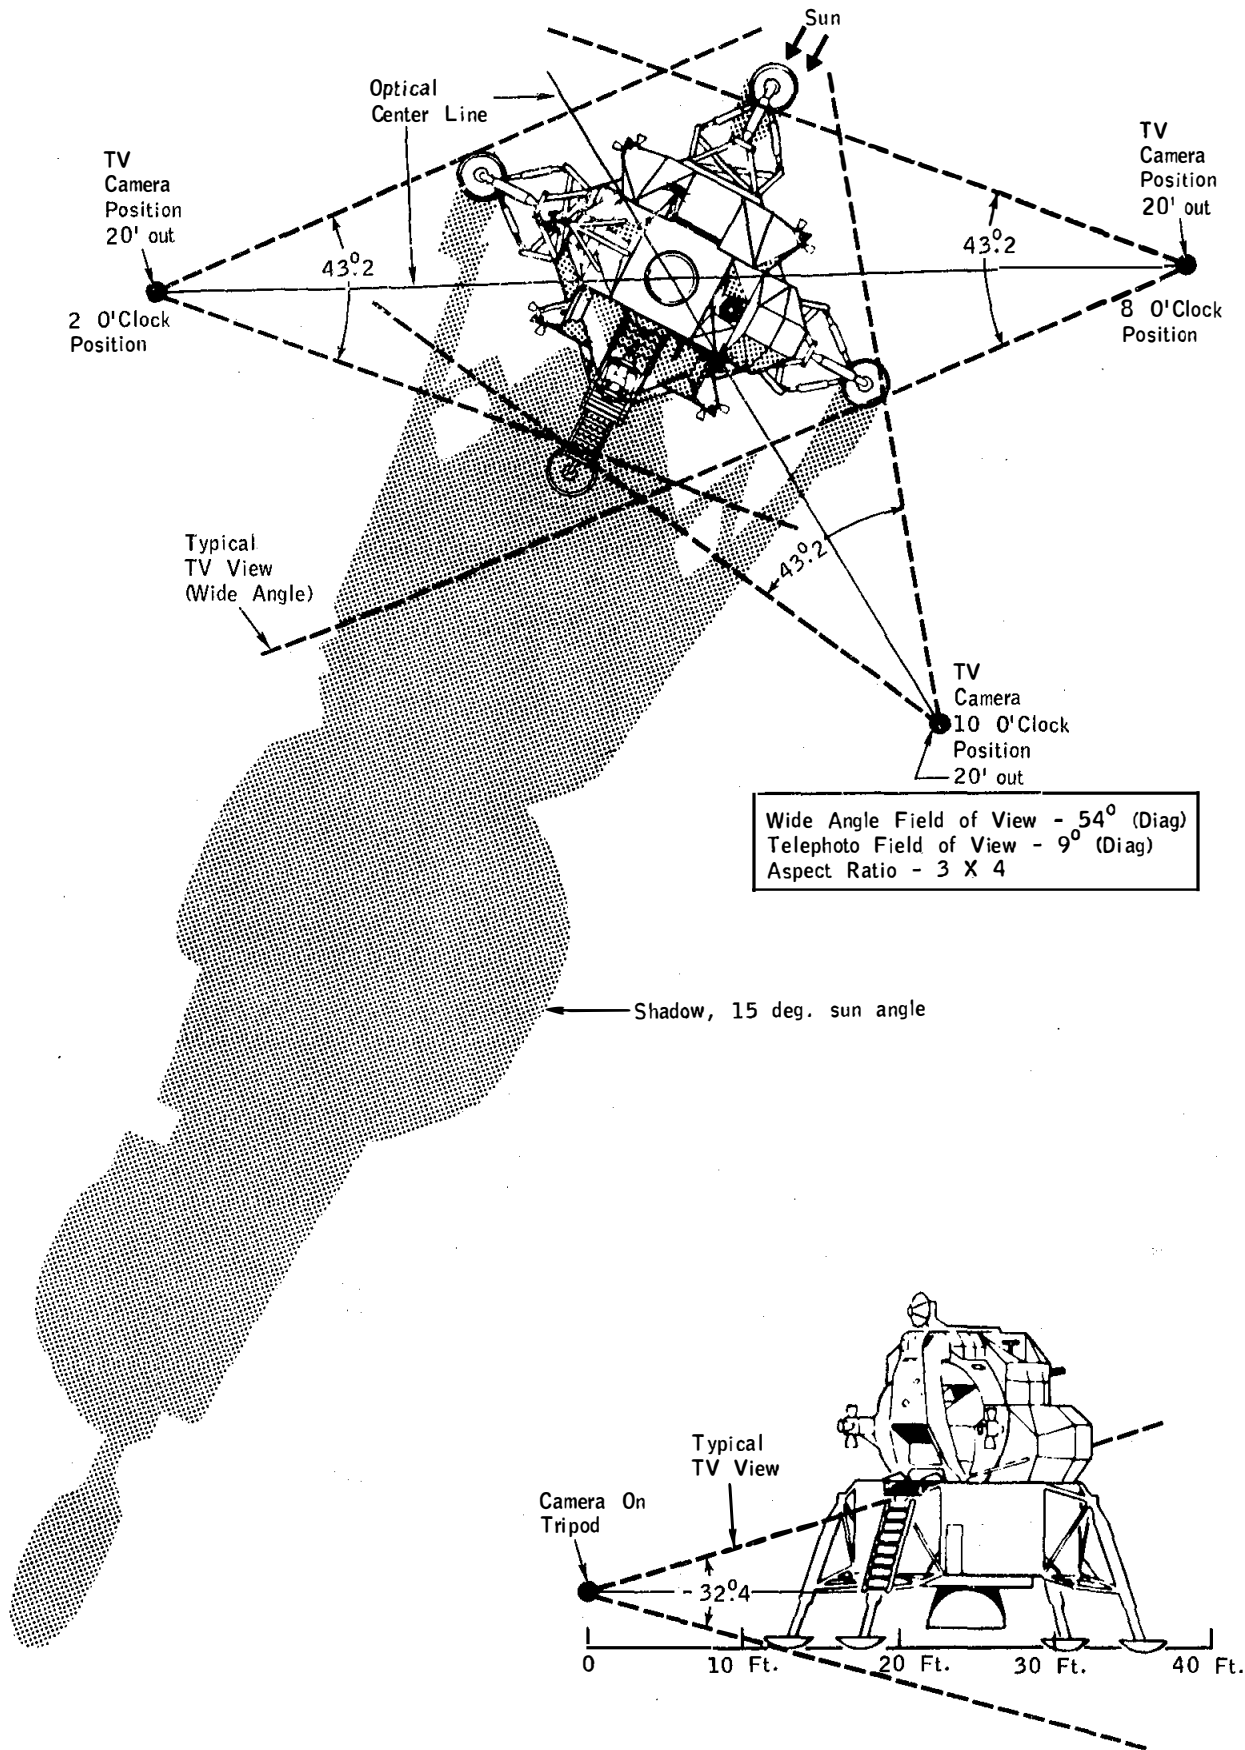 Sun
Optical
Center Line
TV
Camera
Position
20' out
TV
Camera
Position
20' out
43°.2
43°.2
2 O'Clock
Position
8 O'Clock
Position
Typical
TV View
(Wide Angle)
43°.2
TV
Camera
10 O'Clock
Position
20' out
Wide Angle Field of View - 54° (Diag)
Telephoto Field of View - 9° (Diag)
Aspect Ratio - 3 X 4
Shadow, 15 deg. sun angle
Typical
TV View
Camera On
Tripod
32°.4
0 10 Ft. 20 Ft. 30 Ft. 40 Ft.